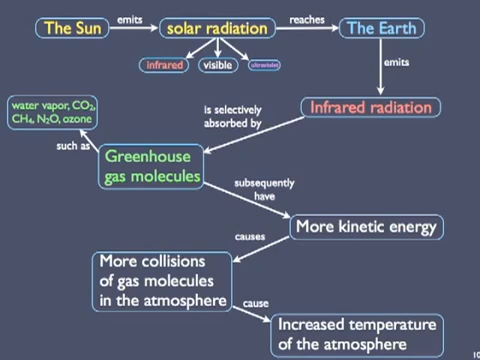 The Sun
emits
solar radiation
reaches
The Earth
infrared
visible
ultraviolet
emits
Infrared radiation
is selectively
absorbed by
water vapor, CO₂,
CH₄, N₂O, ozone
such as
Greenhouse
gas molecules
subsequently
have
More kinetic energy
causes
More collisions
of gas molecules
in the atmosphere
cause
Increased temperature
of the atmosphere
10